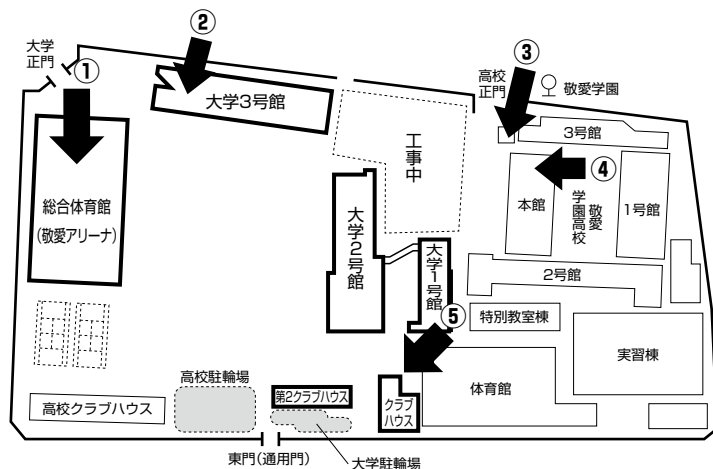 ②
大学
正門
①
大学3号館
③
高校
正門
敬愛学園
3号館
工事中
④
総合体育館
(敬愛アリーナ)
本館
敬愛
学園高校
1号館
大学2号館
大学1号館
2号館
⑤
特別教室棟
実習棟
高校駐輪場
体育館
第2クラブハウス
クラブ
ハウス
高校クラブハウス
東門(通用門)
大学駐輪場